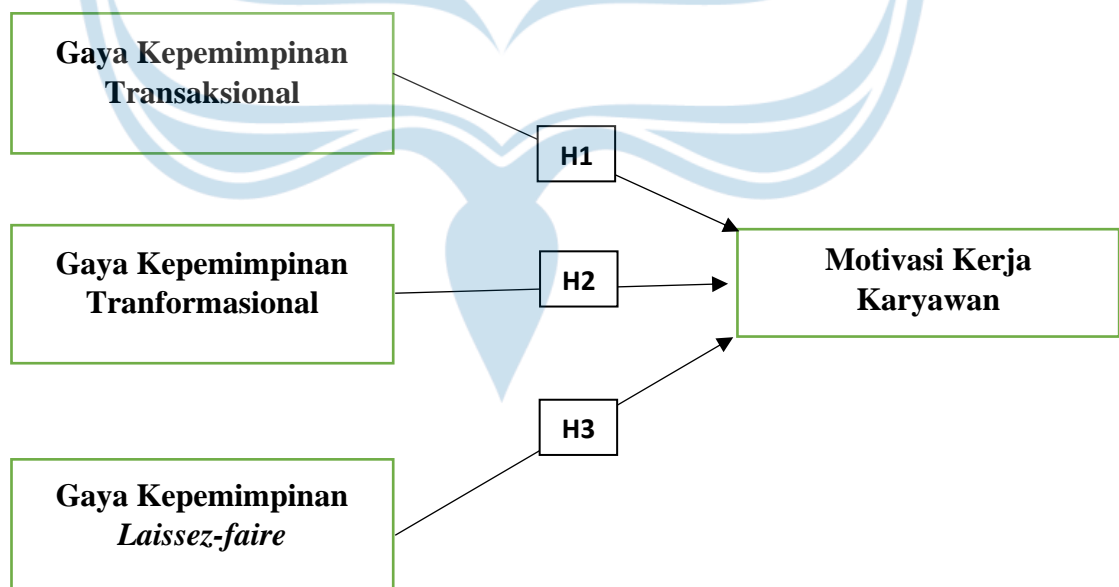 Gaya Kepemimpinan
Transaksional
H1
Gaya Kepemimpinan
Tranformasional
H2
Motivasi Kerja
Karyawan
H3
Gaya Kepemimpinan
Laissez-faire